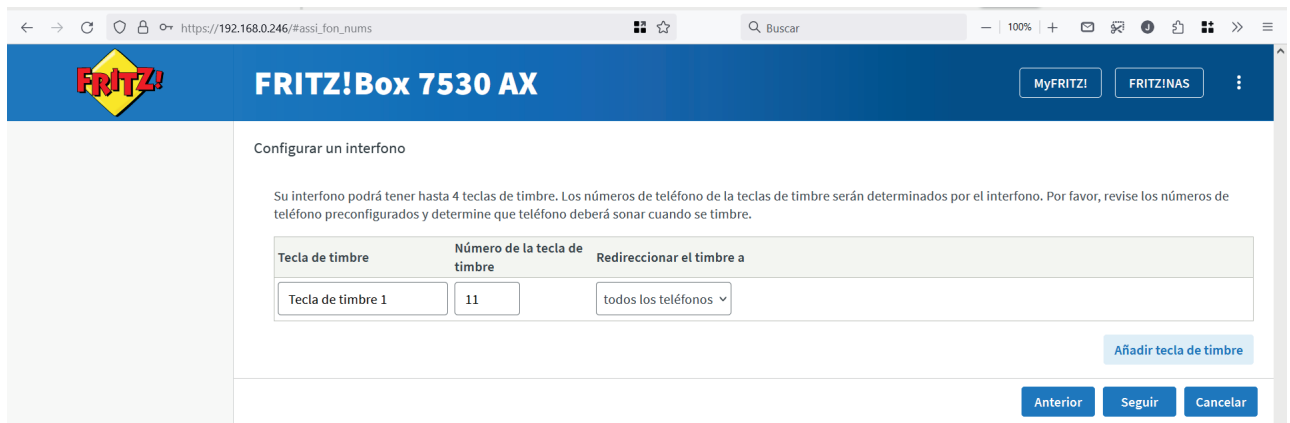 https://192.168.0.246/#assi_fon_nums
Buscar
100%
J
FRITZ!
FRITZ!Box 7530 AX
MyFRITZ!
FRITZ!NAS
Configurar un interfono
Su interfono podrá tener hasta 4 teclas de timbre. Los números de teléfono de la teclas de timbre serán determinados por el interfono. Por favor, revise los números de
teléfono preconfigurados y determine que teléfono deberá sonar cuando se timbre.
Tecla de timbre
Número de la tecla de
timbre
Redireccionar el timbre a
Tecla de timbre 1
11
todos los teléfonos
Añadir tecla de timbre
Anterior
Seguir
Cancelar